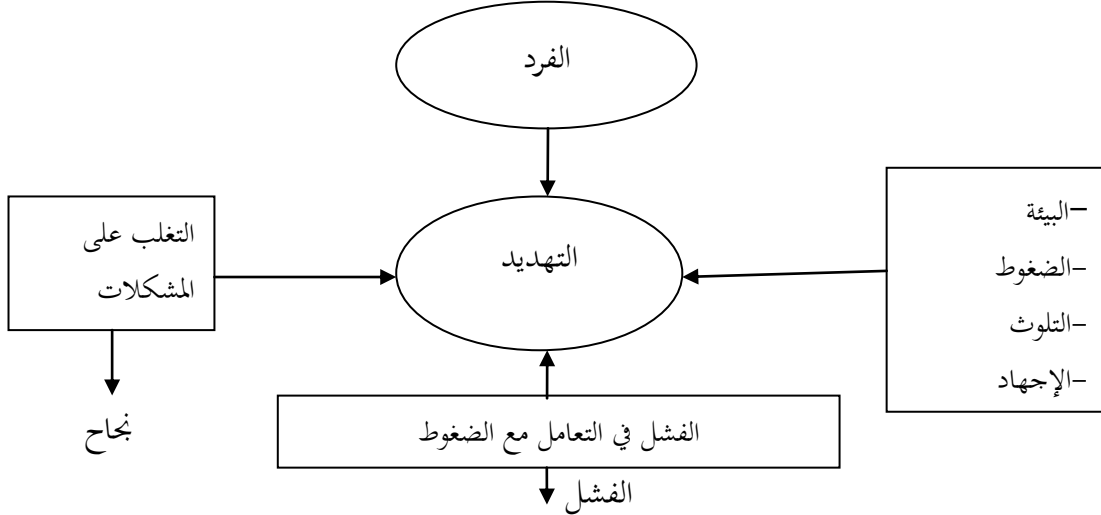 الفرد
-البيئة
-الضغوط
-التلوث
-الإجهاد
التهديد
التغلب على
المشكلات
نجاح
الفشل في التعامل مع الضغوط
الفشل